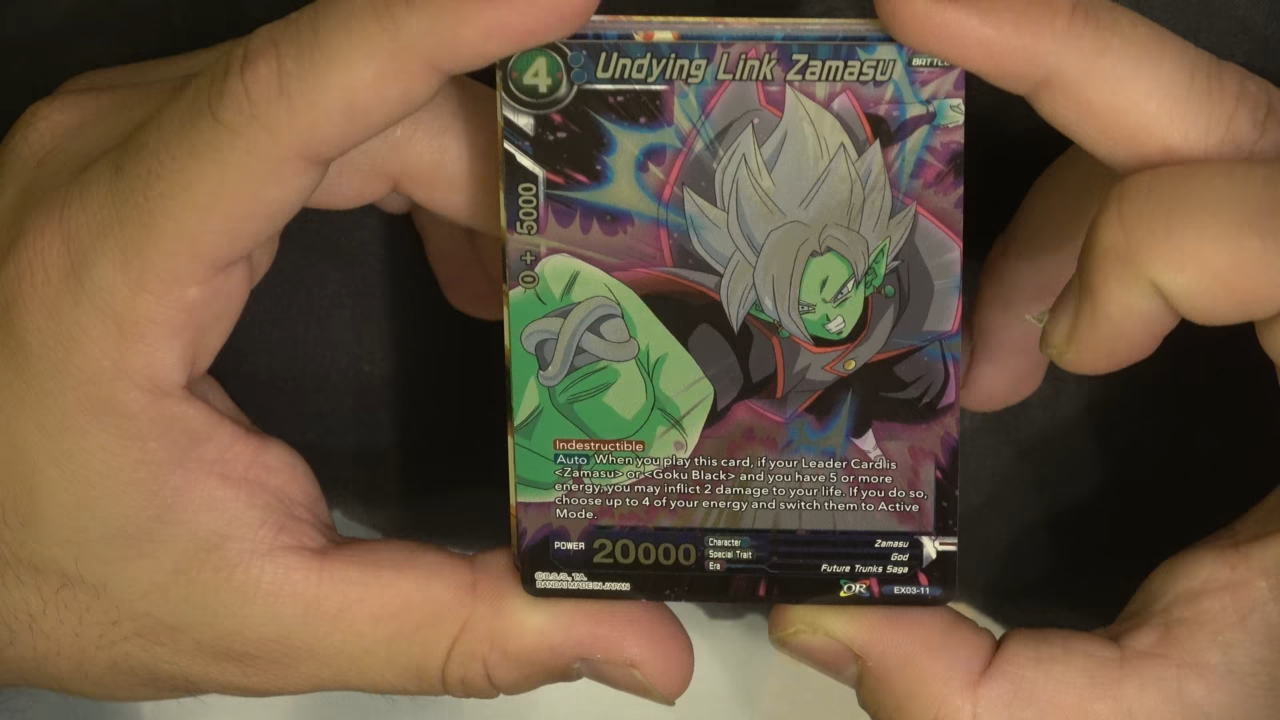 4
Undying Link Zamasu
BATTLE
0 + 5000
Indestructible
Auto When you play this card, if your Leader Card is
<Zamasu> or <Goku Black> and you have 5 or more
energy, you may inflict 2 damage to your life. If you do so,
choose up to 4 of your energy and switch them to Active
Mode.
POWER 20000
Character Zamasu
Special Trait God
Era Future Trunks Saga
©B.S./S., T.A.
BANDAI MADE IN JAPAN
OR EX03-11